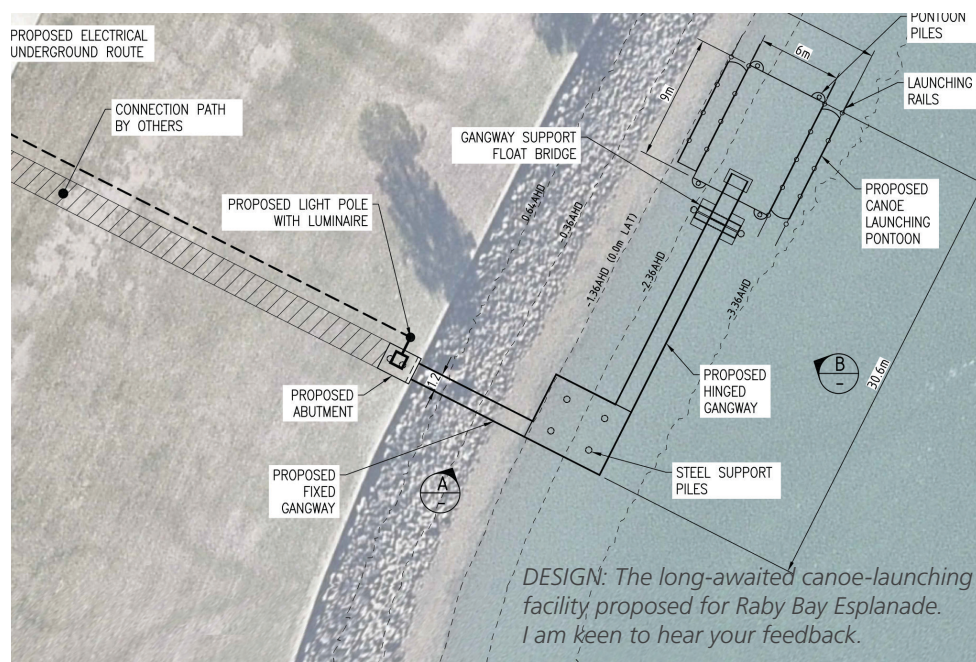 PROPOSED ELECTRICAL
UNDERGROUND ROUTE
PONTOON
PILES
6m
CONNECTION PATH
BY OTHERS
LAUNCHING
RAILS
9m
GANGWAY SUPPORT
FLOAT BRIDGE
PROPOSED LIGHT POLE
WITH LUMINAIRE
PROPOSED
CANOE
LAUNCHING
PONTOON
0.64AHD
-0.36AHD
-1.36AHD (0.0m LAT)
-2.36AHD
-3.36AHD
B
-
30.6m
1.2
PROPOSED
ABUTMENT
PROPOSED
HINGED
GANGWAY
PROPOSED
FIXED
GANGWAY
A
-
STEEL SUPPORT
PILES
DESIGN: The long-awaited canoe-launching
facility proposed for Raby Bay Esplanade.
I am keen to hear your feedback.